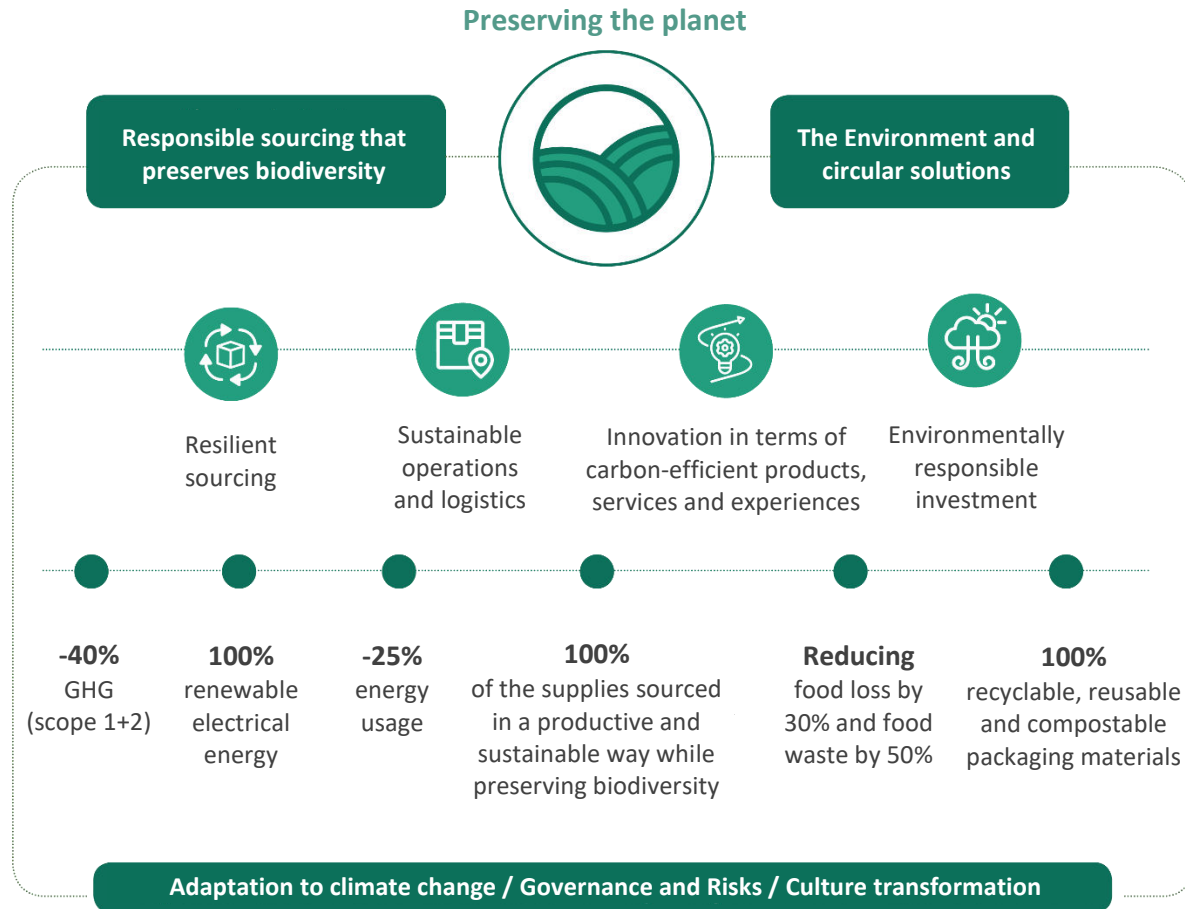 Preserving the planet
Responsible sourcing that
preserves biodiversity
The Environment and
circular solutions
Resilient
sourcing
Sustainable
operations
and logistics
Innovation in terms of
carbon-efficient products,
services and experiences
Environmentally
responsible
investment
-40%
GHG
(scope 1+2)
100%
renewable
electrical
energy
-25%
energy
usage
100%
of the supplies sourced
in a productive and
sustainable way while
preserving biodiversity
Reducing
food loss by
30% and food
waste by 50%
100%
recyclable, reusable
and compostable
packaging materials
Adaptation to climate change / Governance and Risks / Culture transformation